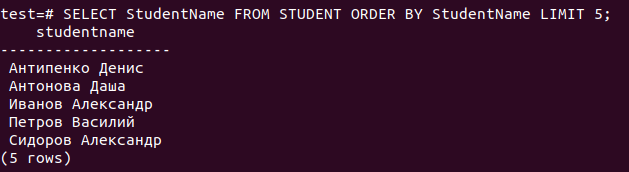 test=# SELECT StudentName FROM STUDENT ORDER BY StudentName LIMIT 5;
studentname
-------------------
Антипенко Денис
Антонова Даша
Иванов Александр
Петров Василий
Сидоров Александр
(5 rows)